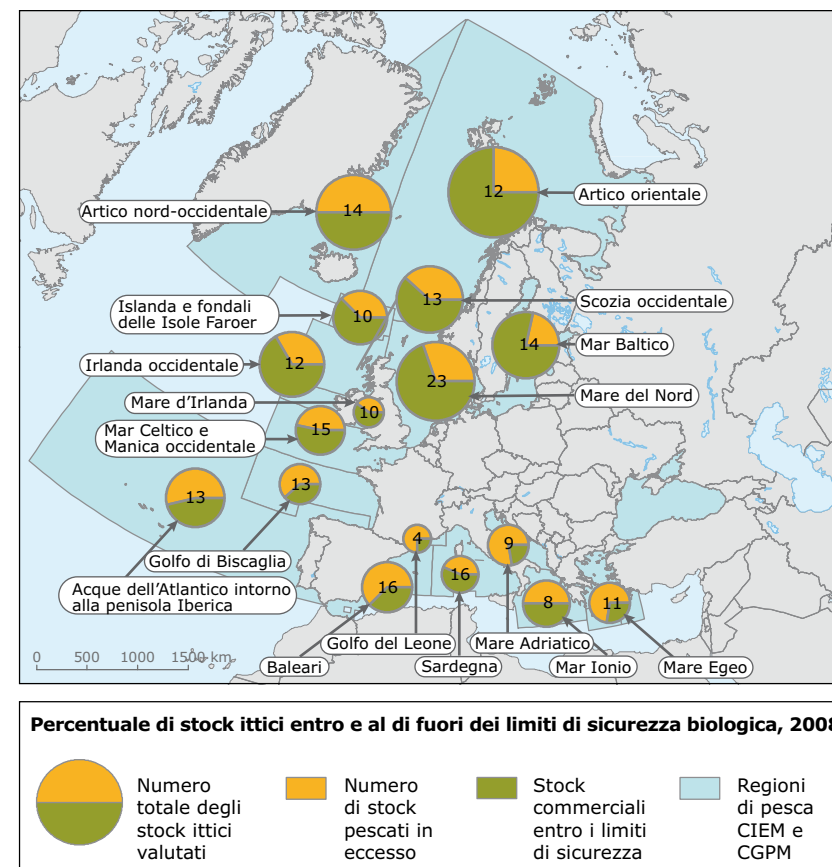 12
Artico orientale
Artico nord-occidentale
14
Islanda e fondali
delle Isole Faroer
10
13
Scozia occidentale
14
Mar Baltico
Irlanda occidentale
12
Mare d'Irlanda
10
23
Mare del Nord
Mar Celtico e
Manica occidentale
15
13
13
Golfo di Biscaglia
Acque dell'Atlantico intorno
alla penisola Iberica
4
9
16
16
8
11
Golfo del Leone
Mare Adriatico
Baleari
Sardegna
Mar Ionio
Mare Egeo
0 500 1000 1500 km
Percentuale di stock ittici entro e al di fuori dei limiti di sicurezza biologica, 2008
Numero
totale degli
stock ittici
valutati
Numero
di stock
pescati in
eccesso
Stock
commerciali
entro i limiti
di sicurezza
Regioni
di pesca
CIEM e
CGPM